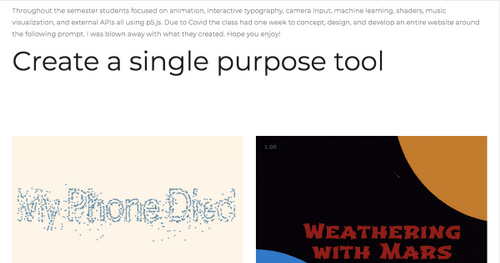 Throughout the semester students focused on animation, interactive typography, camera input, machine learning, shaders, music
visualization, and external APIs all using p5.js. Due to Covid the class had one week to concept, design, and develop an entire website around
the following prompt. I was blown away with what they created. Hope you enjoy!
Create a single purpose tool
My Phone Died
1.00
WEATHERING
WITH MARS